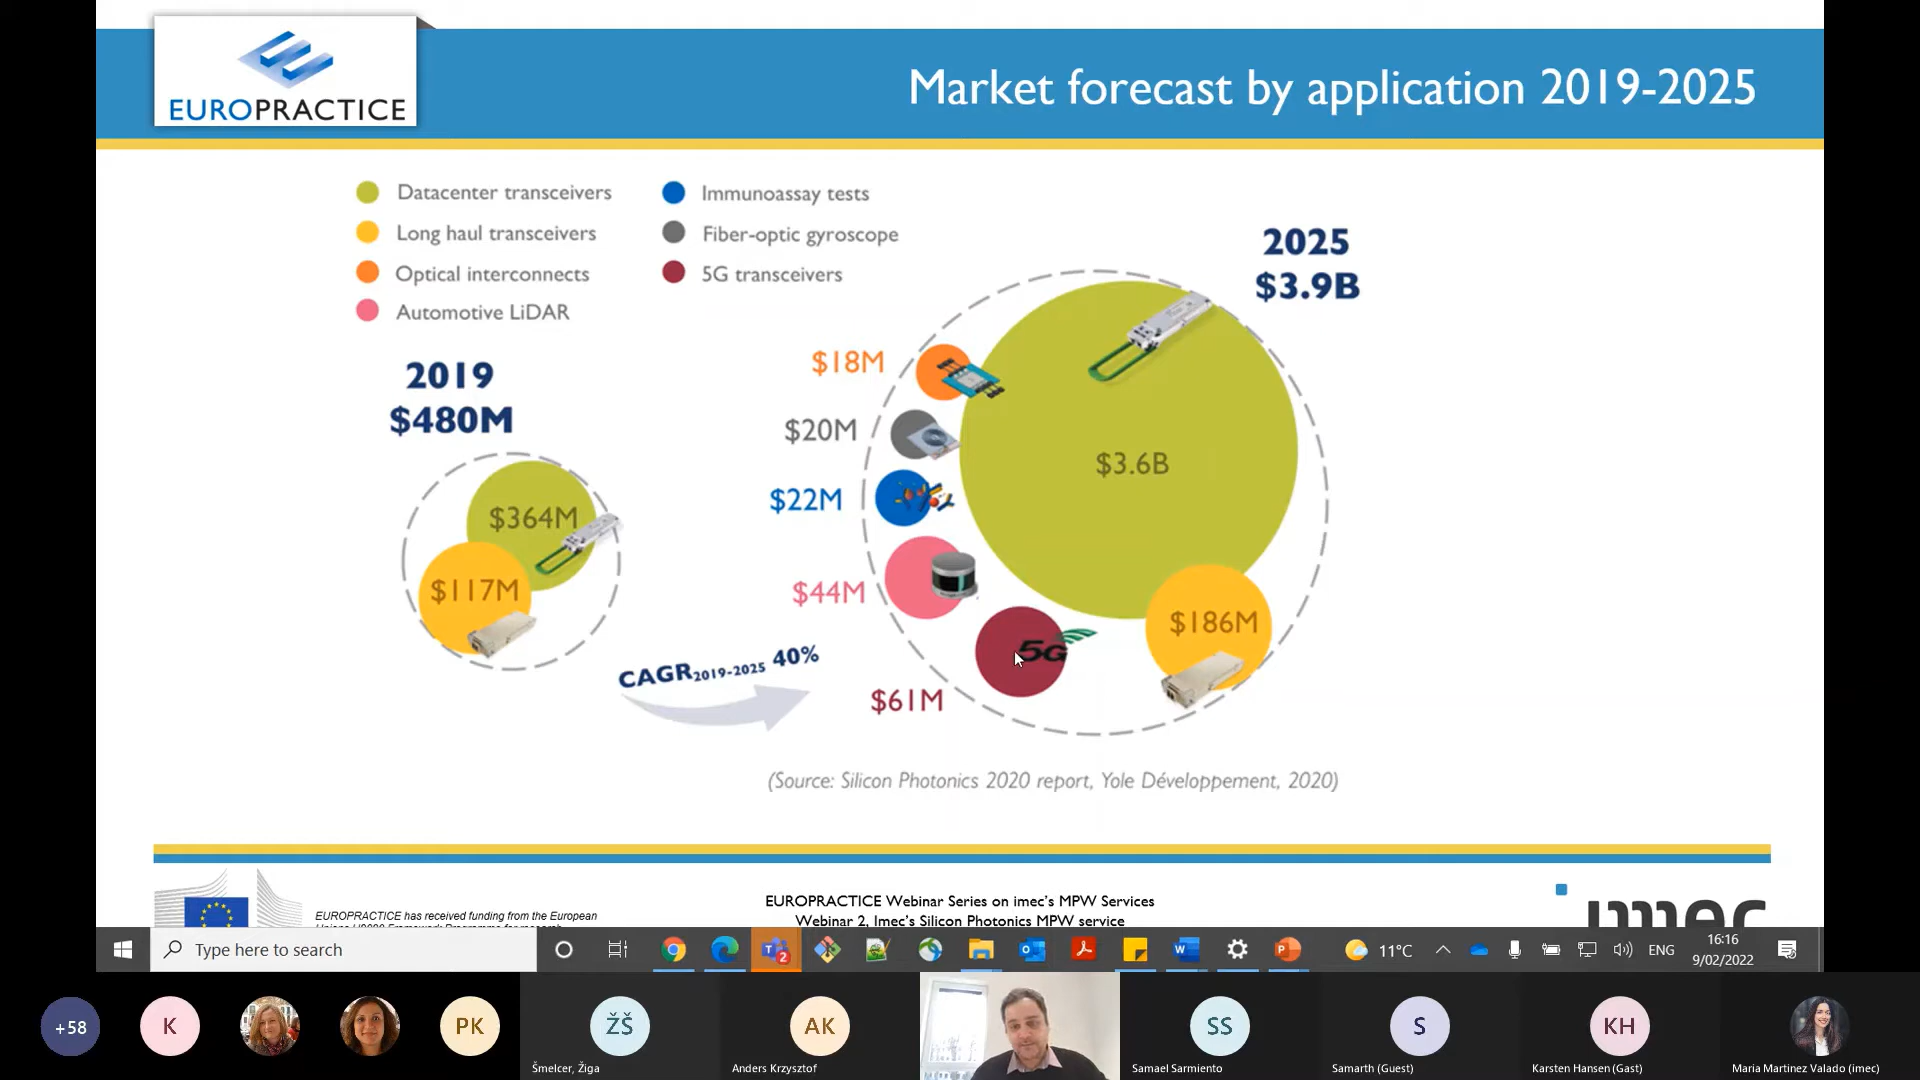 EUROPRACTICE
Market forecast by application 2019-2025
Datacenter transceivers
Long haul transceivers
Optical interconnects
Automotive LiDAR
Immunoassay tests
Fiber-optic gyroscope
5G transceivers
2019
$480M
$364M
$117M
CAGR2019-2025 40%
2025
$3.9B
$18M
$20M
$22M
$44M
$61M
$3.6B
$186M
5G
(Source: Silicon Photonics 2020 report, Yole Développement, 2020)
EUROPRACTICE has received funding from the European
EUROPRACTICE Webinar Series on imec's MPW Services
Webinar 2, Imec's Silicon Photonics MPW service
imec
Type here to search
2
11°C
ENG
16:16
9/02/2022
+58
K
PK
ŽŠ
Šmelcer, Žiga
AK
Anders Krzysztof
SS
Samael Sarmiento
S
Samarth (Guest)
KH
Karsten Hansen (Gast)
Maria Martinez Valado (imec)